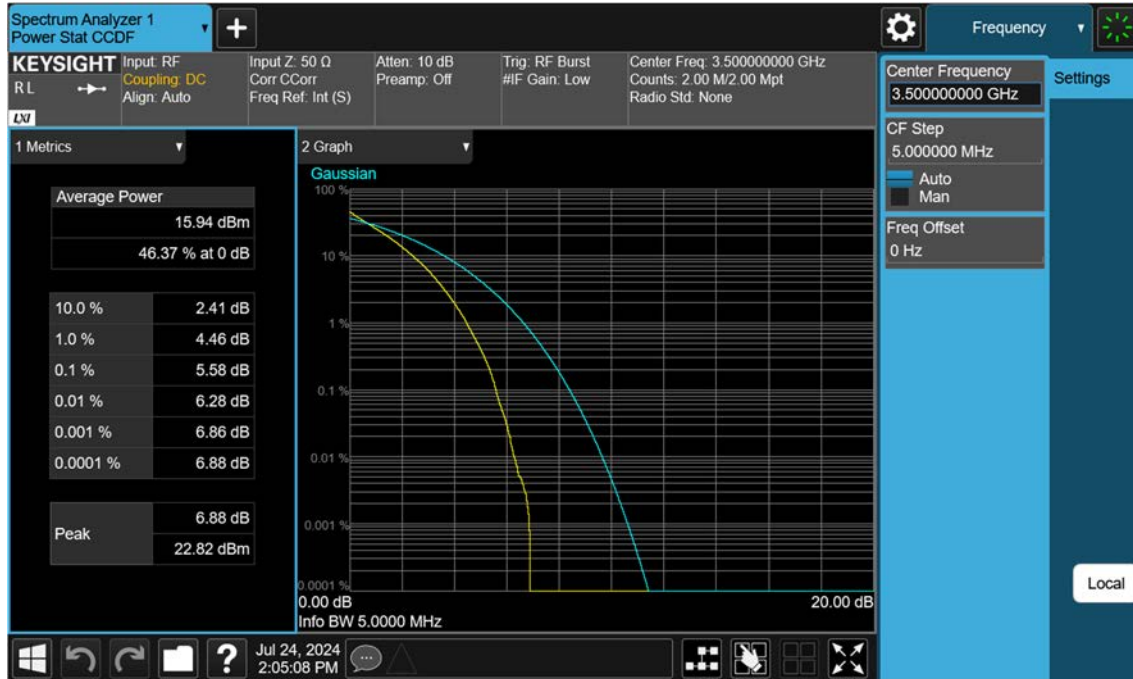 Spectrum Analyzer 1
Power Stat CCDF
+
Frequency
KEYSIGHT
R L
LXI
Input: RF
Coupling: DC
Align: Auto
Input Z: 50 Ω
Corr CCorr
Freq Ref: Int (S)
Atten: 10 dB
Preamp: Off
Trig: RF Burst
#IF Gain: Low
Center Freq: 3.500000000 GHz
Counts: 2.00 M/2.00 Mpt
Radio Std: None
Center Frequency
3.500000000 GHz
Settings
CF Step
5.000000 MHz
Auto
Man
Freq Offset
0 Hz
Local
1 Metrics
Average Power
15.94 dBm
46.37 % at 0 dB
10.0 % 2.41 dB
1.0 % 4.46 dB
0.1 % 5.58 dB
0.01 % 6.28 dB
0.001 % 6.86 dB
0.0001 % 6.88 dB
Peak
6.88 dB
22.82 dBm
2 Graph
Gaussian
100 %
10 %
1 %
0.1 %
0.01 %
0.001 %
0.0001 %
0.00 dB 20.00 dB
Info BW 5.0000 MHz
?
Jul 24, 2024
2:05:08 PM